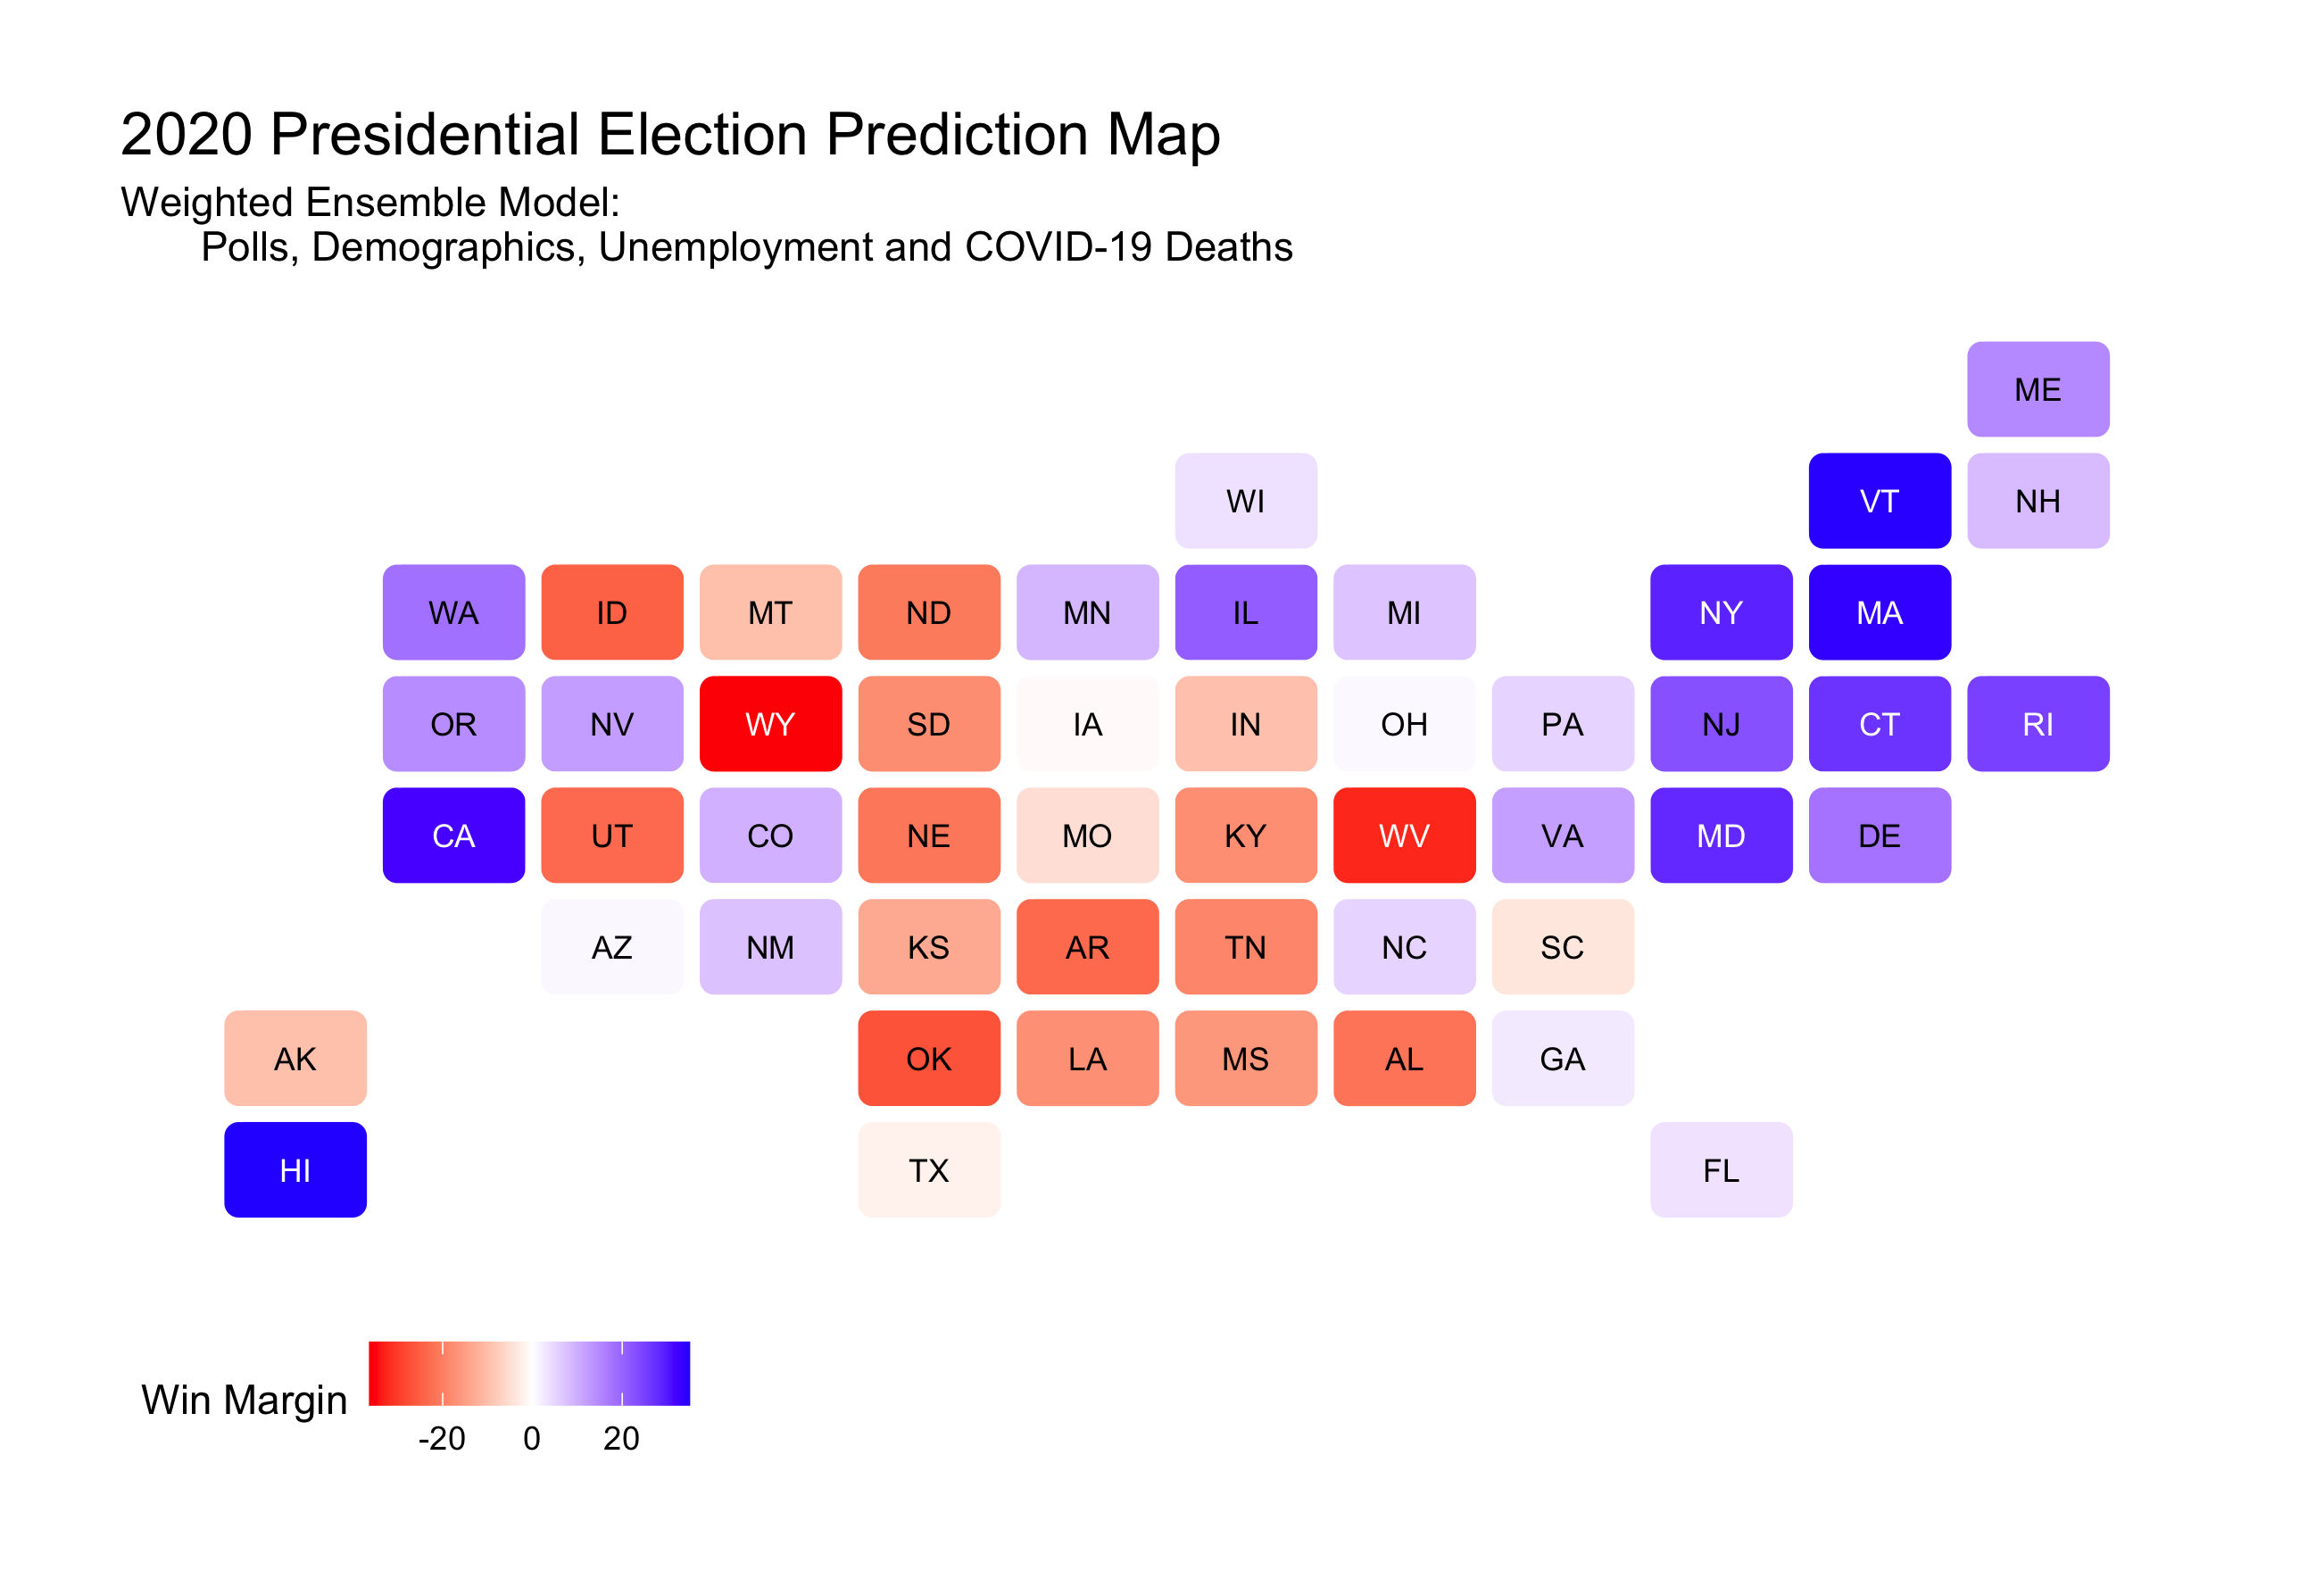 2020 Presidential Election Prediction Map
Weighted Ensemble Model:
Polls, Demographics, Unemployment and COVID-19 Deaths
ME
WI VT NH
WA ID MT ND MN IL MI NY MA
OR NV WY SD IA IN OH PA NJ CT RI
CA UT CO NE MO KY WV VA MD DE
AZ NM KS AR TN NC SC
AK OK LA MS AL GA
HI TX FL
Win Margin
-20 0 20